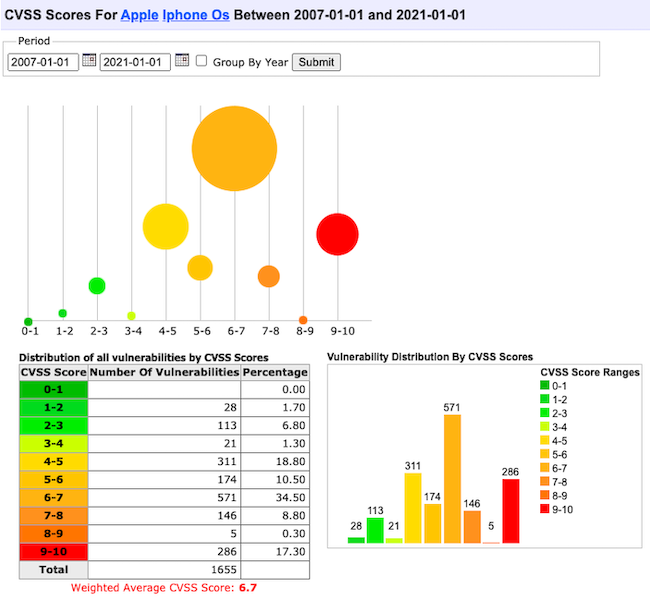 CVSS Scores For Apple Iphone Os Between 2007-01-01 and 2021-01-01
Period
2007-01-01 2021-01-01 Group By Year Submit
0-1 1-2 2-3 3-4 4-5 5-6 6-7 7-8 8-9 9-10
Distribution of all vulnerabilities by CVSS Scores
CVSS Score Number Of Vulnerabilities Percentage
0-1 0.00
1-2 28 1.70
2-3 113 6.80
3-4 21 1.30
4-5 311 18.80
5-6 174 10.50
6-7 571 34.50
7-8 146 8.80
8-9 5 0.30
9-10 286 17.30
Total 1655
Weighted Average CVSS Score: 6.7
Vulnerability Distribution By CVSS Scores
28 113 21 311 174 571 146 5 286
CVSS Score Ranges
0-1
1-2
2-3
3-4
4-5
5-6
6-7
7-8
8-9
9-10